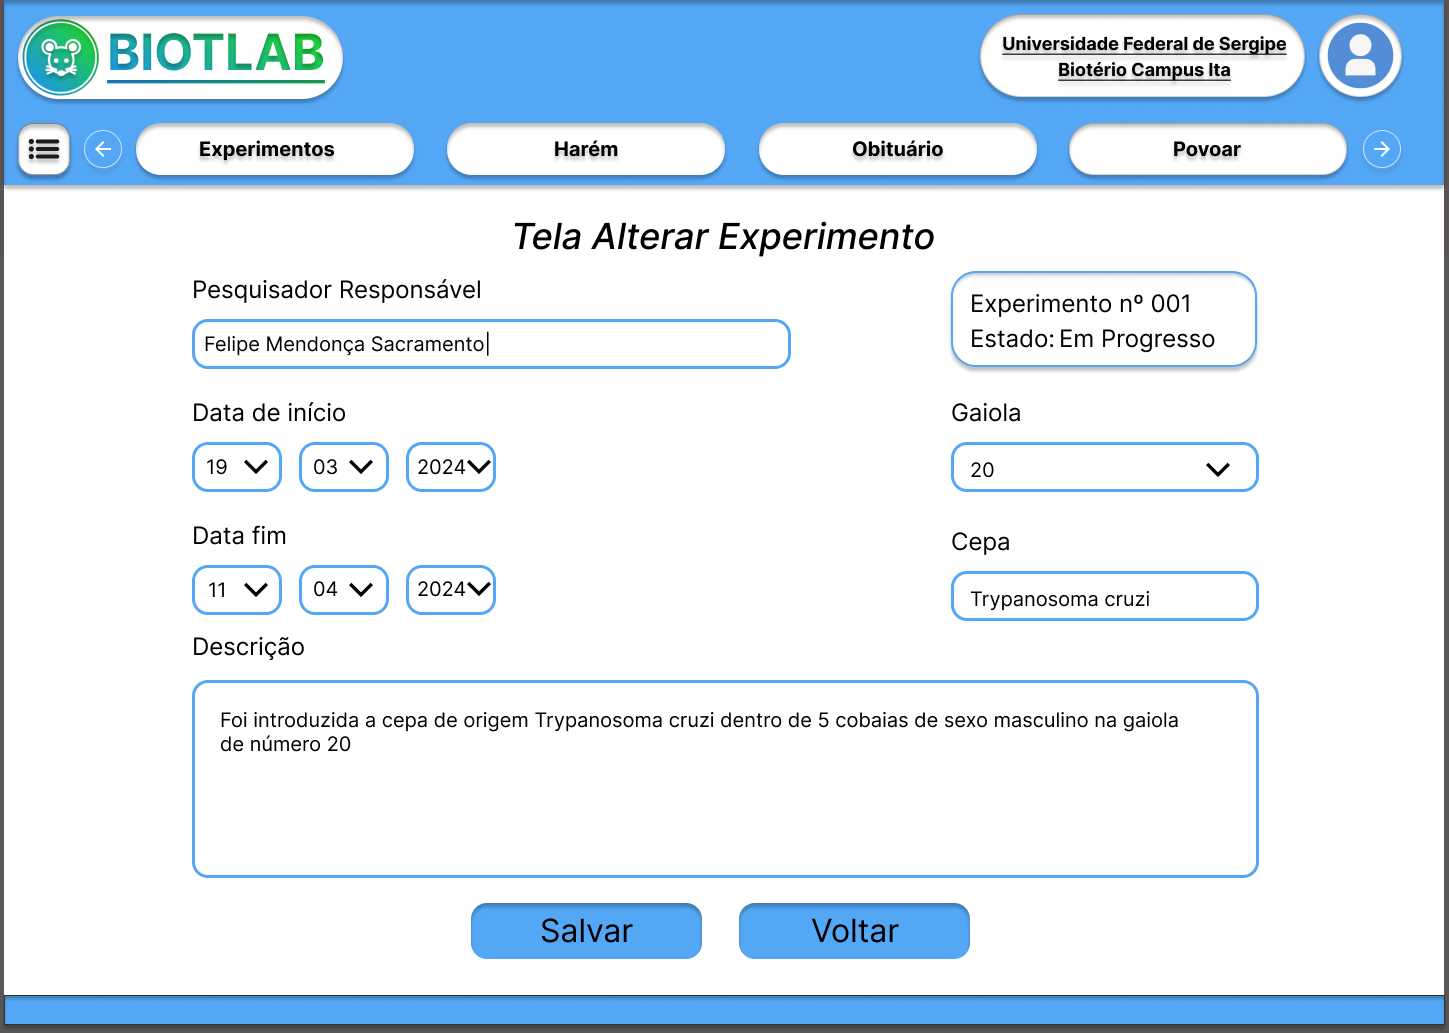 BIOTLAB
Universidade Federal de Sergipe
Biotério Campus Ita
Experimentos
Harém
Obituário
Povoar
Tela Alterar Experimento
Pesquisador Responsável
Felipe Mendonça Sacramento
Experimento nº 001
Estado: Em Progresso
Data de início
19
03
2024
Gaiola
20
Data fim
11
04
2024
Cepa
Trypanosoma cruzi
Descrição
Foi introduzida a cepa de origem Trypanosoma cruzi dentro de 5 cobaias de sexo masculino na gaiola
de número 20
Salvar
Voltar